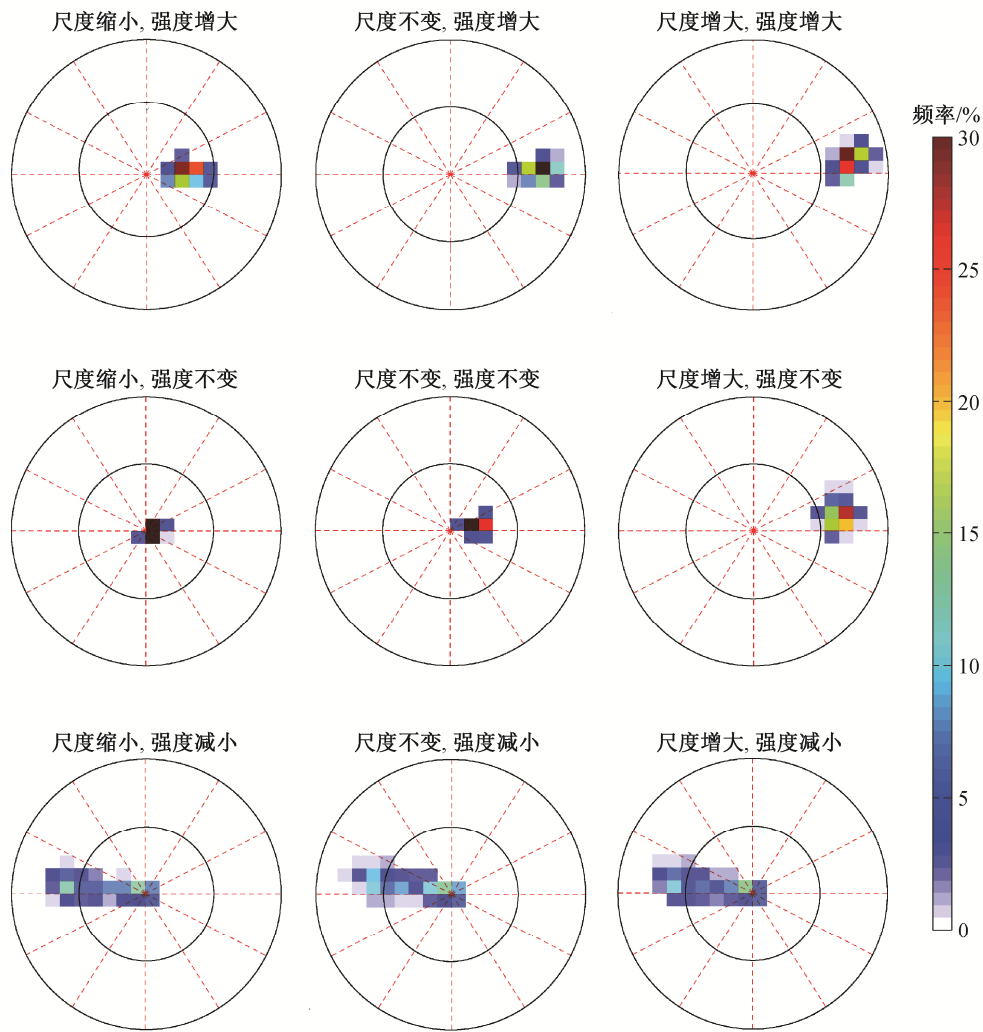 尺度缩小, 强度增大
尺度不变, 强度增大
尺度增大, 强度增大
频率/%
30
25
20
15
10
5
0
尺度缩小, 强度不变
尺度不变, 强度不变
尺度增大, 强度不变
尺度缩小, 强度减小
尺度不变, 强度减小
尺度增大, 强度减小